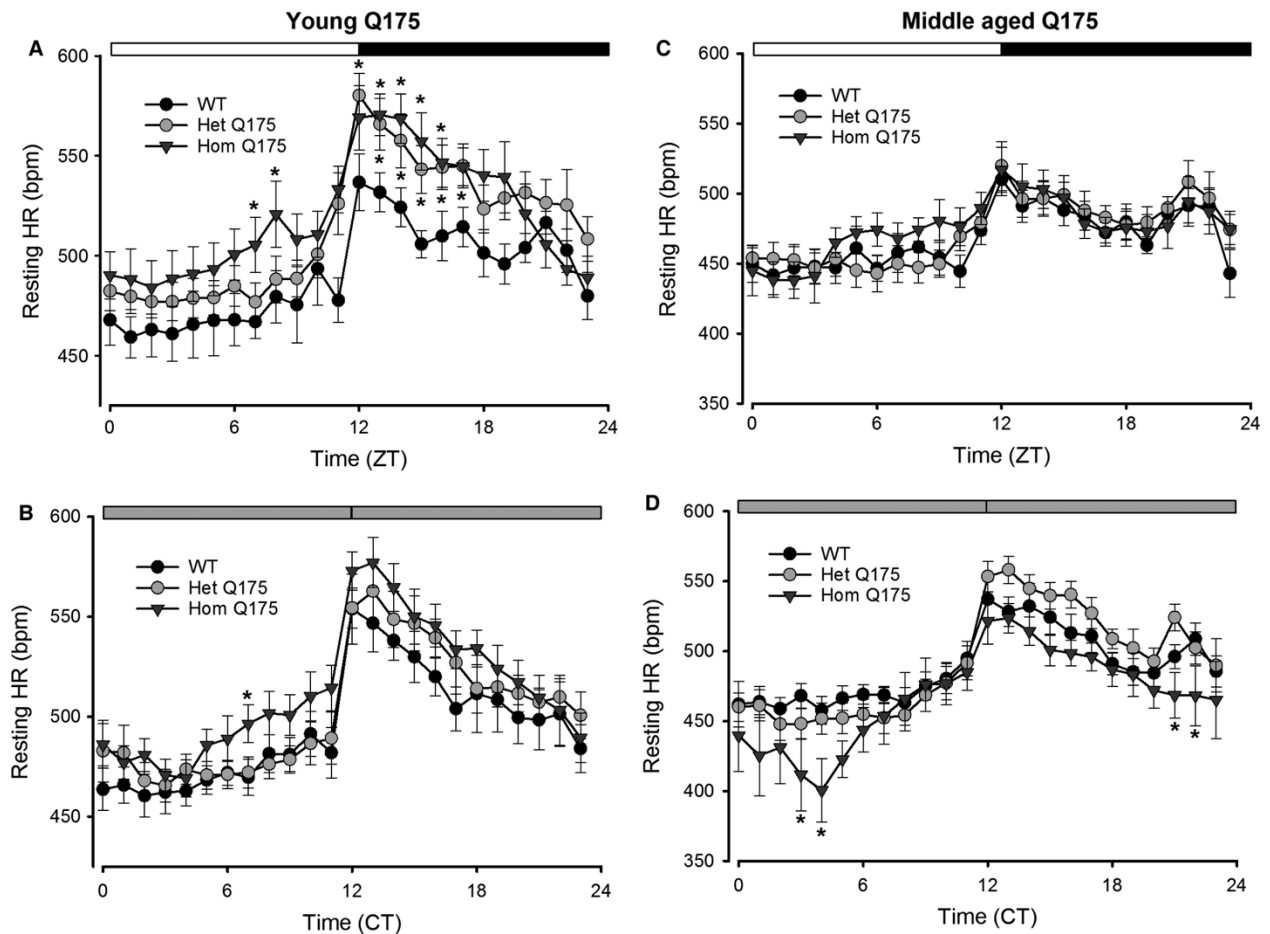 Young Q175
Middle aged Q175
A
600
550
500
450
Resting HR (bpm)
WT
Het Q175
Hom Q175
* * * * * * * * * * * * *
0 6 12 18 24
Time (ZT)
C
600
550
500
450
400
350
Resting HR (bpm)
WT
Het Q175
Hom Q175
0 6 12 18 24
Time (ZT)
B
600
550
500
450
Resting HR (bpm)
WT
Het Q175
Hom Q175
*
0 6 12 18 24
Time (CT)
D
600
550
500
450
400
350
Resting HR (bpm)
WT
Het Q175
Hom Q175
* * * *
0 6 12 18 24
Time (CT)